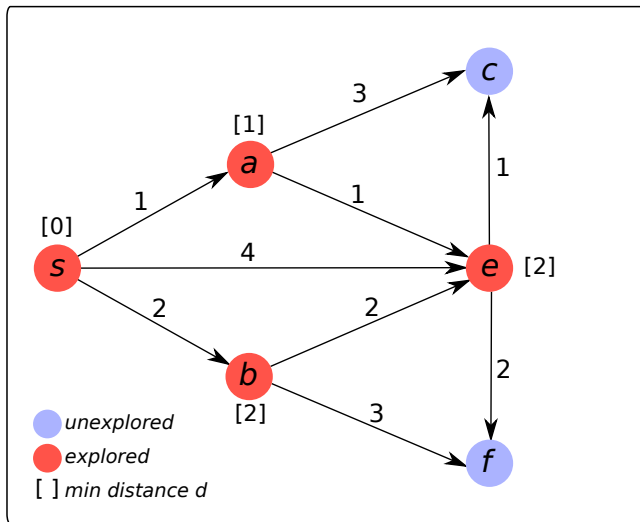 c
3
[1]
a
1
1
1
[0]
s
4
e
[2]
2
2
b
[2]
3
2
f
unexplored
explored
[ ] min distance d